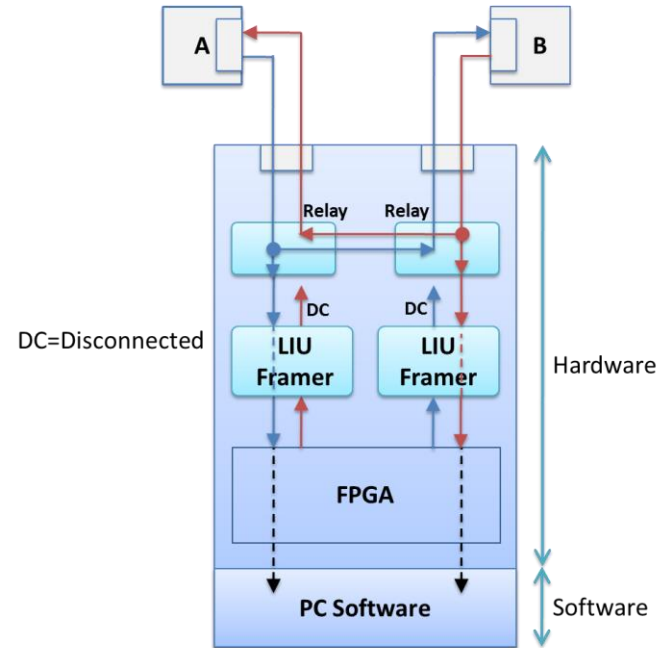 A
B
Relay
Relay
DC
DC
DC=Disconnected
LIU
Framer
LIU
Framer
Hardware
FPGA
PC Software
Software